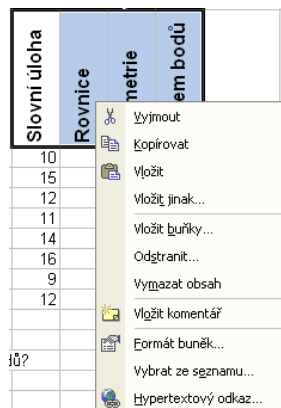 Slovní úloha
Rovnice
metrie
em bodů
10
15
12
11
14
16
9
12
dů?
Vyjmout
Kopírovat
Vložit
Vložit jinak...
Vložit buňky...
Odstranit...
Vymazat obsah
Vložit komentář
Formát buněk...
Vybrat ze seznamu...
Hypertextový odkaz...